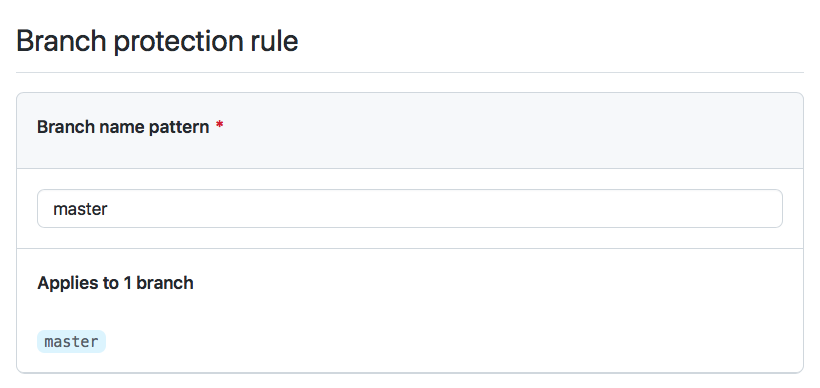 Branch protection rule
Branch name pattern *
master
Applies to 1 branch
master